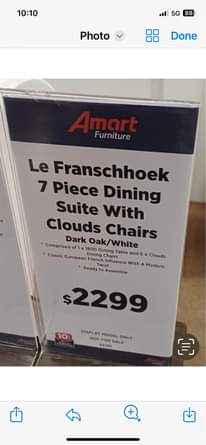 10:10
5G 88
Photo
Done
Amart
Furniture
Le Franschhoek
7 Piece Dining
Suite With
Clouds Chairs
Dark Oak/White
* Comprised of 1 x 1800 Dining Table and 6 x Clouds
Dining Chairs
* Classic European French Influence With A Modern
Twist
* Ready to Assemble
$2299
10
DISPLAY MODEL ONLY
NOT FOR SALE